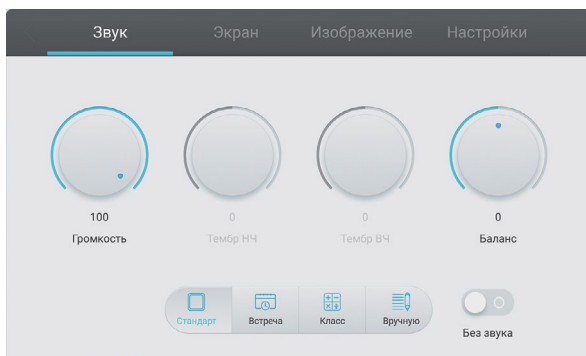 Звук Экран Изображение Настройки
100 0 0 0
Громкость Тембр НЧ Тембр ВЧ Баланс
Стандарт Встреча Класс Вручную
Без звука